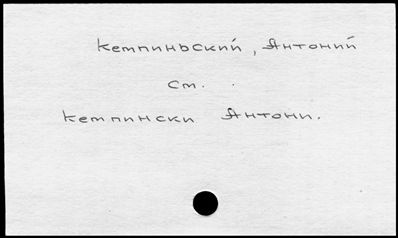 Кемпиньский, Антоний
см.
Кемпински Антони.